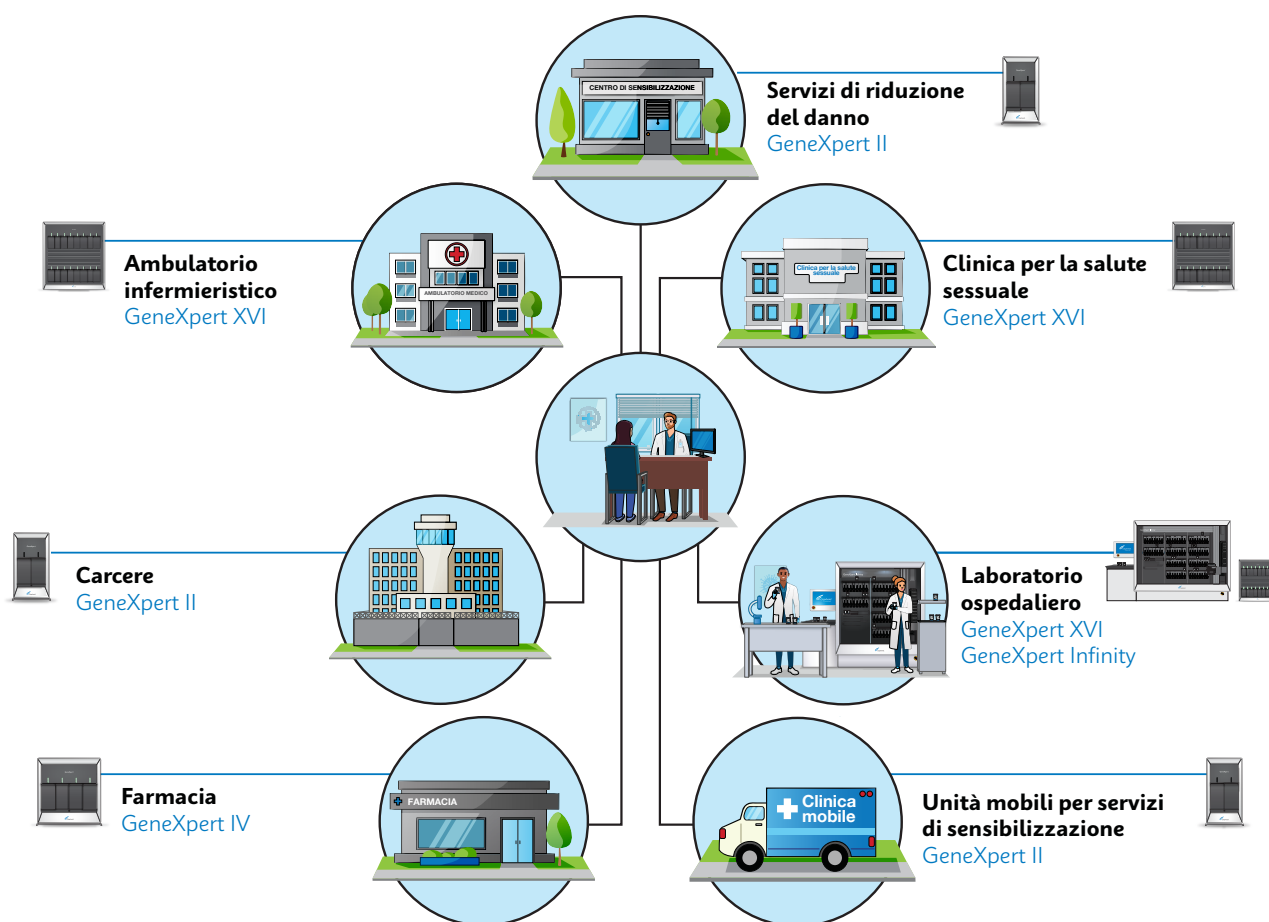 CENTRO DI SENSIBILIZZAZIONE
Servizi di riduzione
del danno
GeneXpert II
Ambulatorio
infermieristico
GeneXpert XVI
AMBULATORIO MEDICO
Clinica per la salute
sessuale
Clinica per la salute
sessuale
GeneXpert XVI
Carcere
GeneXpert II
Laboratorio
ospedaliero
GeneXpert XVI
GeneXpert Infinity
Farmacia
GeneXpert IV
FARMACIA
Clinica
mobile
Unità mobili per servizi
di sensibilizzazione
GeneXpert II